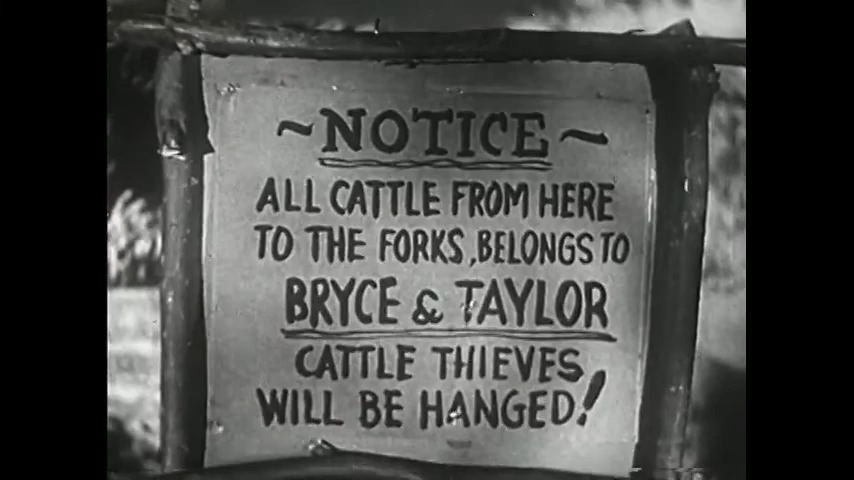 ~NOTICE~
ALL CATTLE FROM HERE
TO THE FORKS, BELONGS TO
BRYCE & TAYLOR
CATTLE THIEVES
WILL BE HANGED!